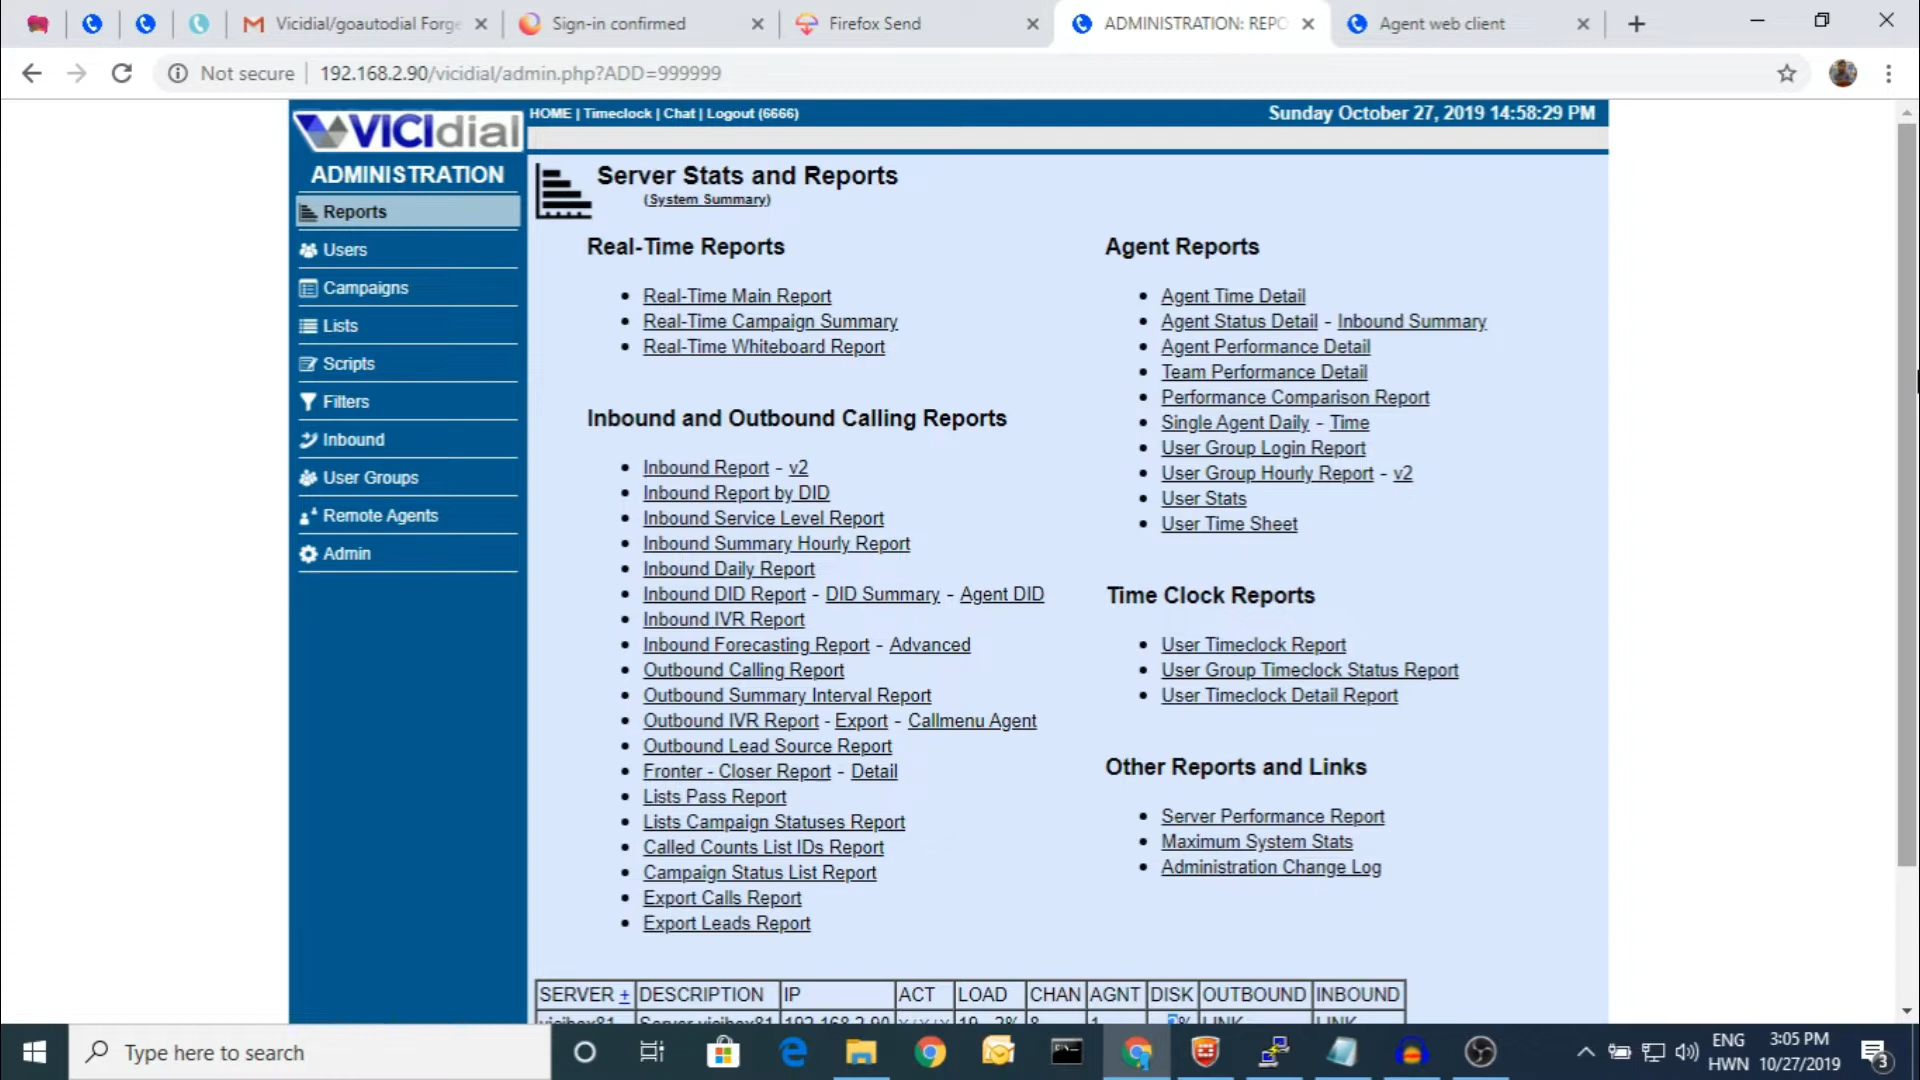 Vicidial/goautodial Forge
Sign-in confirmed
Firefox Send
ADMINISTRATION: REPO
Agent web client
Not secure
192.168.2.90/vicidial/admin.php?ADD=999999
VICIdial
HOME | Timeclock | Chat | Logout (6666)
Sunday October 27, 2019 14:58:29 PM
ADMINISTRATION
Reports
Users
Campaigns
Lists
Scripts
Filters
Inbound
User Groups
Remote Agents
Admin
Server Stats and Reports
(System Summary)
Real-Time Reports
Real-Time Main Report
Real-Time Campaign Summary
Real-Time Whiteboard Report
Inbound and Outbound Calling Reports
Inbound Report - v2
Inbound Report by DID
Inbound Service Level Report
Inbound Summary Hourly Report
Inbound Daily Report
Inbound DID Report - DID Summary - Agent DID
Inbound IVR Report
Inbound Forecasting Report - Advanced
Outbound Calling Report
Outbound Summary Interval Report
Outbound IVR Report - Export - Callmenu Agent
Outbound Lead Source Report
Fronter - Closer Report - Detail
Lists Pass Report
Lists Campaign Statuses Report
Called Counts List IDs Report
Campaign Status List Report
Export Calls Report
Export Leads Report
Agent Reports
Agent Time Detail
Agent Status Detail - Inbound Summary
Agent Performance Detail
Team Performance Detail
Performance Comparison Report
Single Agent Daily - Time
User Group Login Report
User Group Hourly Report - v2
User Stats
User Time Sheet
Time Clock Reports
User Timeclock Report
User Group Timeclock Status Report
User Timeclock Detail Report
Other Reports and Links
Server Performance Report
Maximum System Stats
Administration Change Log
SERVER + DESCRIPTION IP ACT LOAD CHAN AGNT DISK OUTBOUND INBOUND
vicibox81 Server vicibox81 192.168.2.90 LINK LINK
Type here to search
ENG
HWN
3:05 PM
10/27/2019
3